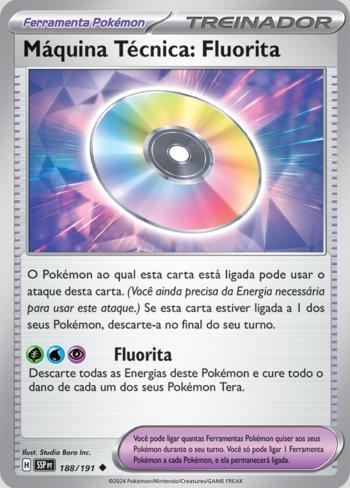 Ferramenta Pokémon
TREINADOR
Máquina Técnica: Fluorita
O Pokémon ao qual esta carta está ligada pode usar o
ataque desta carta. (Você ainda precisa da Energia necessária
para usar este ataque.) Se esta carta estiver ligada a 1 dos
seus Pokémon, descarte-a no final do seu turno.
Fluorita
Descarte todas as Energias deste Pokémon e cure todo o
dano de cada um dos seus Pokémon Tera.
Você pode ligar quantas Ferramentas Pokémon quiser aos seus
Pokémon durante o seu turno. Você só pode ligar 1 Ferramenta
Pokémon a cada Pokémon, e ela permanecerá ligada.
Ilust. Studio Bora Inc.
H SSP PT 188/191
©2024 Pokémon/Nintendo/Creatures/GAME FREAK